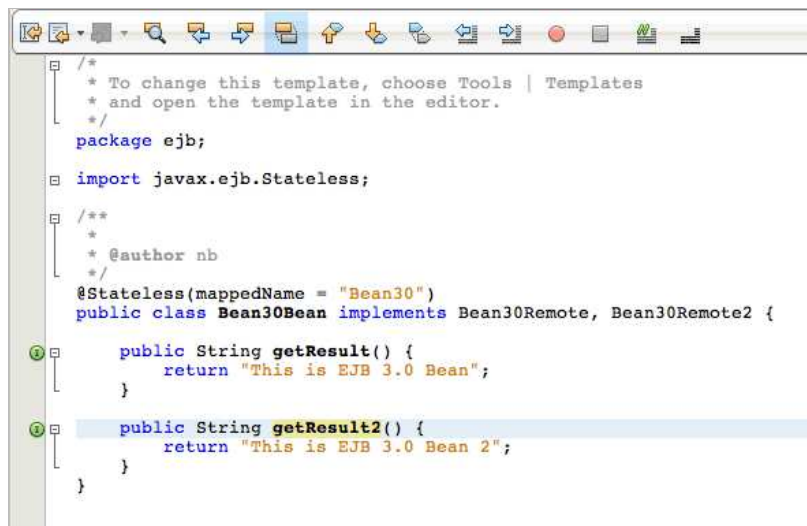 /*
 * To change this template, choose Tools | Templates
 * and open the template in the editor.
 */
package ejb;
import javax.ejb.Stateless;
/**
 *
 * @author nb
 */
@Stateless(mappedName = "Bean30")
public class Bean30Bean implements Bean30Remote, Bean30Remote2 {
    public String getResult() {
        return "This is EJB 3.0 Bean";
    }
    public String getResult2() {
        return "This is EJB 3.0 Bean 2";
    }
}